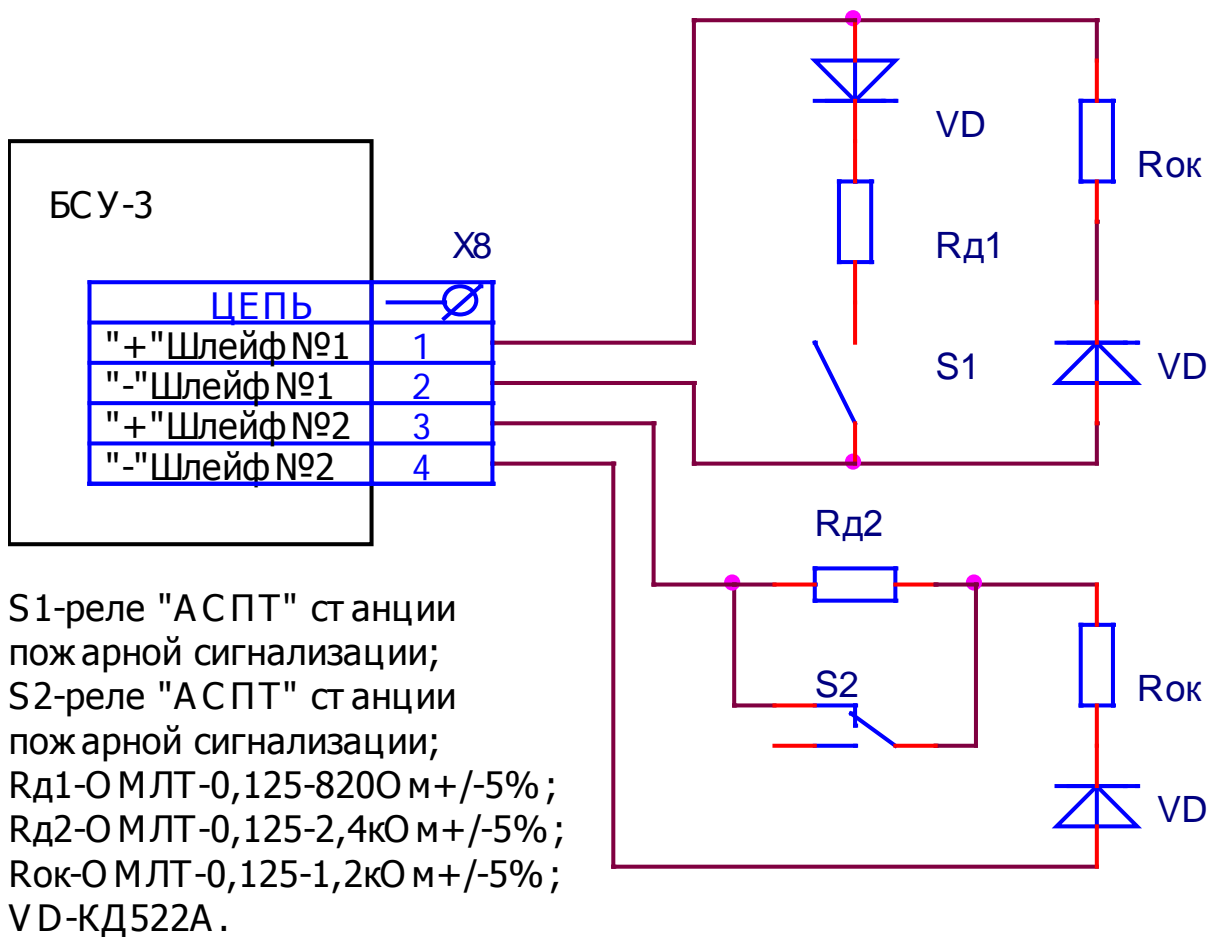 VD
Rок
БСУ-3
Rд1
X8
ЦЕПЬ
"+"Шлейф №1 1
"-"Шлейф №1 2
"+"Шлейф №2 3
"-"Шлейф №2 4
S1
VD
Rд2
S2
Rок
VD
S1-реле "АСПТ" станции
пожарной сигнализации;
S2-реле "АСПТ" станции
пожарной сигнализации;
Rд1-ОМЛТ-0,125-820Ом+/-5%;
Rд2-ОМЛТ-0,125-2,4кОм+/-5%;
Rок-ОМЛТ-0,125-1,2кОм+/-5%;
VD-КД522А.